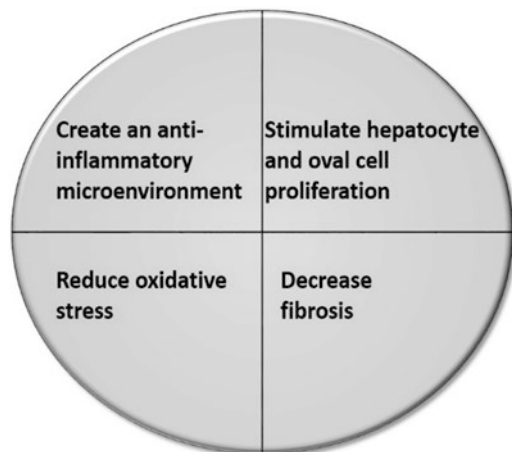 Create an anti-
inflammatory
microenvironment
Stimulate hepatocyte
and oval cell
proliferation
Reduce oxidative
stress
Decrease
fibrosis